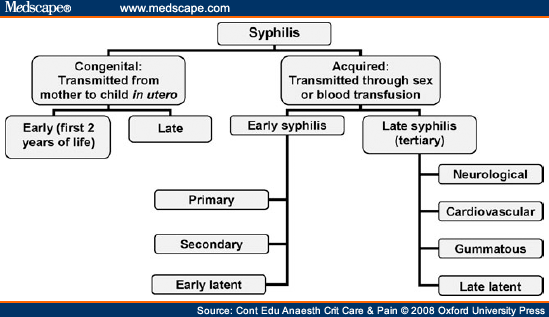 Medscape® www.medscape.com
Syphilis
Congenital:
Transmitted from
mother to child in utero
Acquired:
Transmitted through sex
or blood transfusion
Early (first 2
years of life)
Late
Early syphilis
Late syphilis
(tertiary)
Neurological
Primary
Cardiovascular
Secondary
Gummatous
Early latent
Late latent
Source: Cont Edu Anaesth Crit Care & Pain © 2008 Oxford University Press